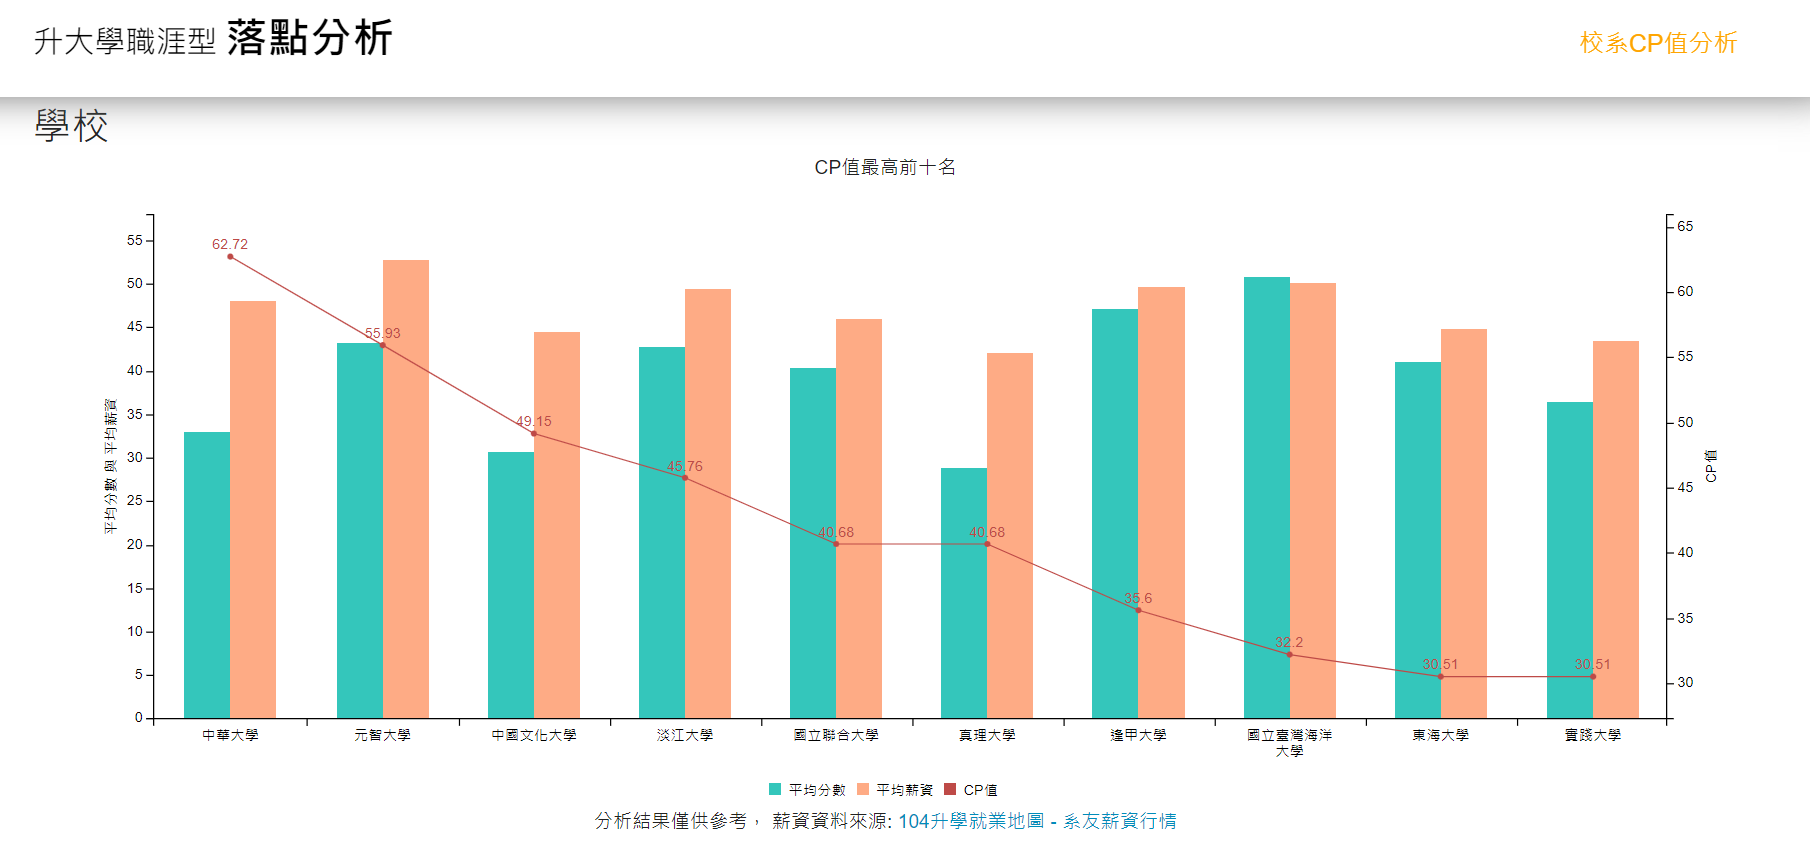 升大學職涯型 落點分析
校系CP值分析
學校
CP值最高前十名
平均分數 與 平均薪資
55
50
45
40
35
30
25
20
15
10
5
0
62.72
55.93
49.15
45.76
40.68
40.68
35.6
32.2
30.51
30.51
65
60
55
50
45
40
35
30
CP值
中華大學
元智大學
中國文化大學
淡江大學
國立聯合大學
真理大學
逢甲大學
國立臺灣海洋
大學
東海大學
實踐大學
平均分數 平均薪資 CP值
分析結果僅供參考， 薪資資料來源: 104升學就業地圖 - 系友薪資行情